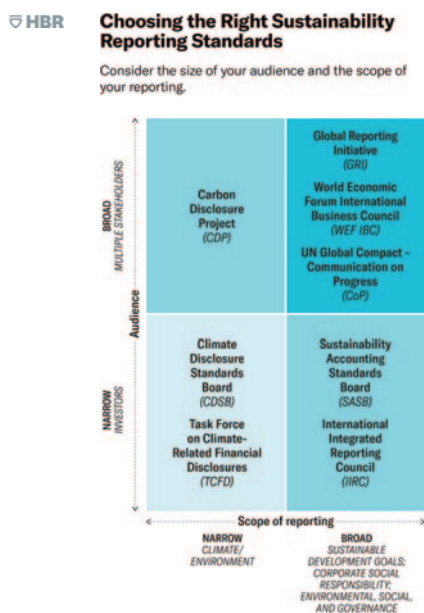 HBR
Choosing the Right Sustainability
Reporting Standards
Consider the size of your audience and the scope of
your reporting.
Audience
BROAD
MULTIPLE STAKEHOLDERS
Carbon
Disclosure
Project
(CDP)
Global Reporting
Initiative
(GRI)
World Economic
Forum International
Business Council
(WEF IBC)
UN Global Compact -
Communication on
Progress
(CoP)
NARROW
INVESTORS
Climate
Disclosure
Standards
Board
(CDSB)
Task Force
on Climate-
Related Financial
Disclosures
(TCFD)
Sustainability
Accounting
Standards
Board
(SASB)
International
Integrated
Reporting
Council
(IIRC)
Scope of reporting
NARROW
CLIMATE/
ENVIRONMENT
BROAD
SUSTAINABLE
DEVELOPMENT GOALS;
CORPORATE SOCIAL
RESPONSIBILITY;
ENVIRONMENTAL, SOCIAL,
AND GOVERNANCE